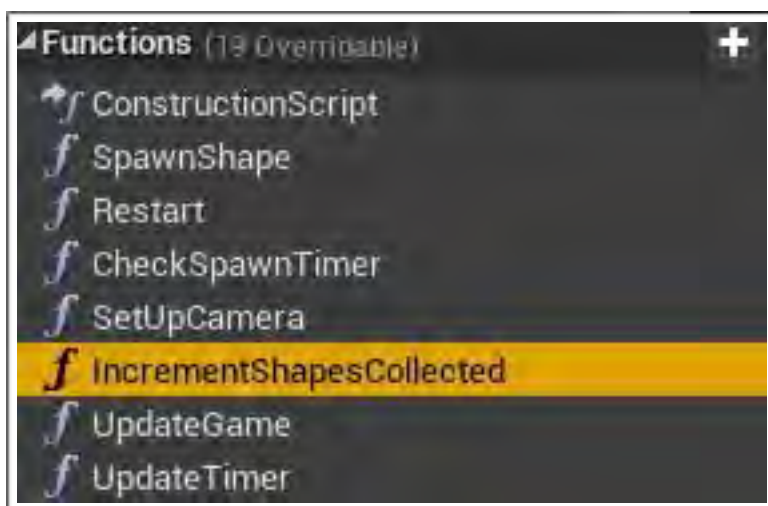 Functions (19 Overridable)
ConstructionScript
SpawnShape
Restart
CheckSpawnTimer
SetUpCamera
IncrementShapesCollected
UpdateGame
UpdateTimer